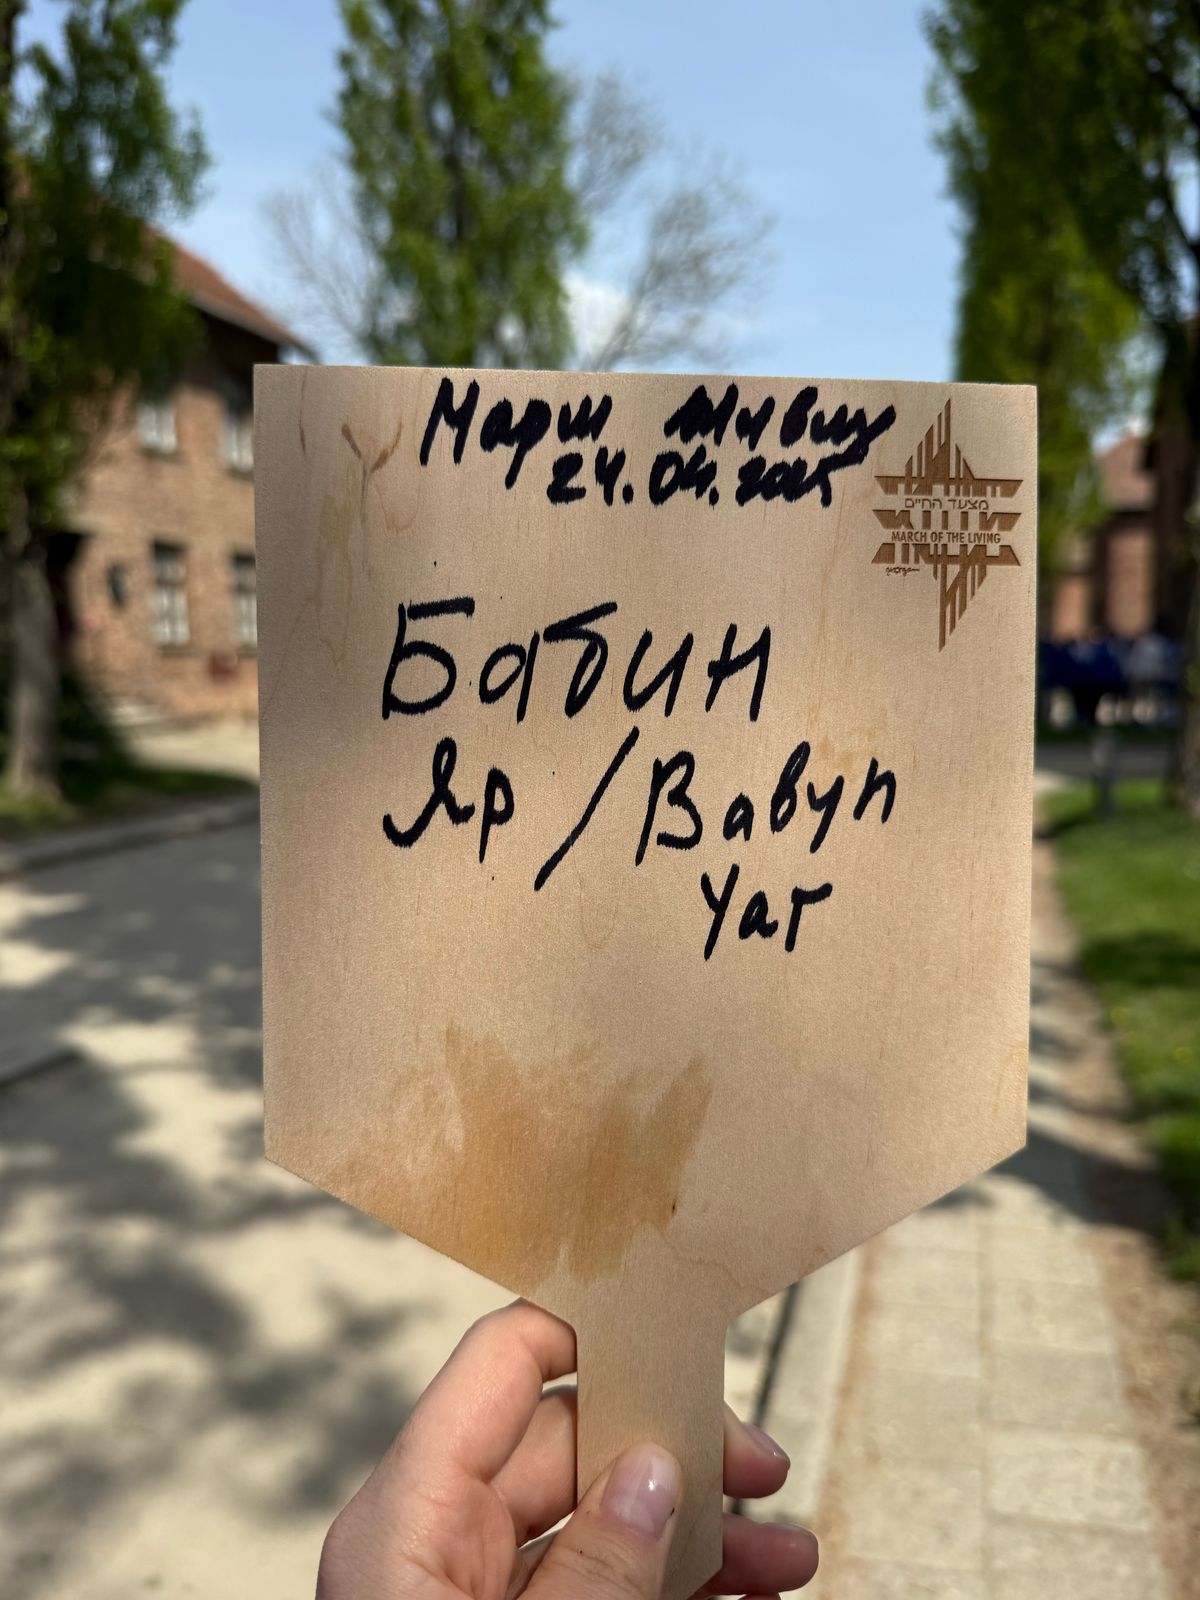 Марш Живих
24.04.2025
מצעד החיים
MARCH OF THE LIVING
Бабин
Яр / Babyn
Yar